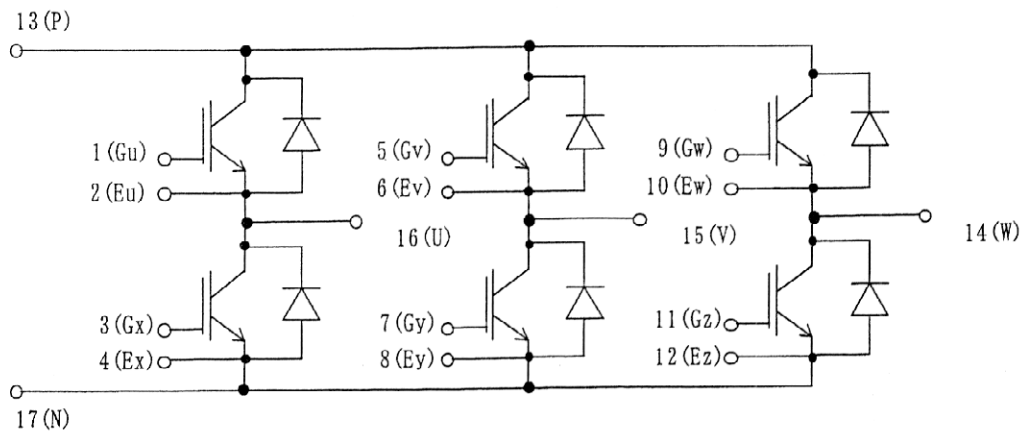 13(P)
1(Gu)
2(Eu)
3(Gx)
4(Ex)
17(N)
5(Gv)
6(Ev)
16(U)
7(Gy)
8(Ey)
9(Gw)
10(Ew)
15(V)
14(W)
11(Gz)
12(Ez)